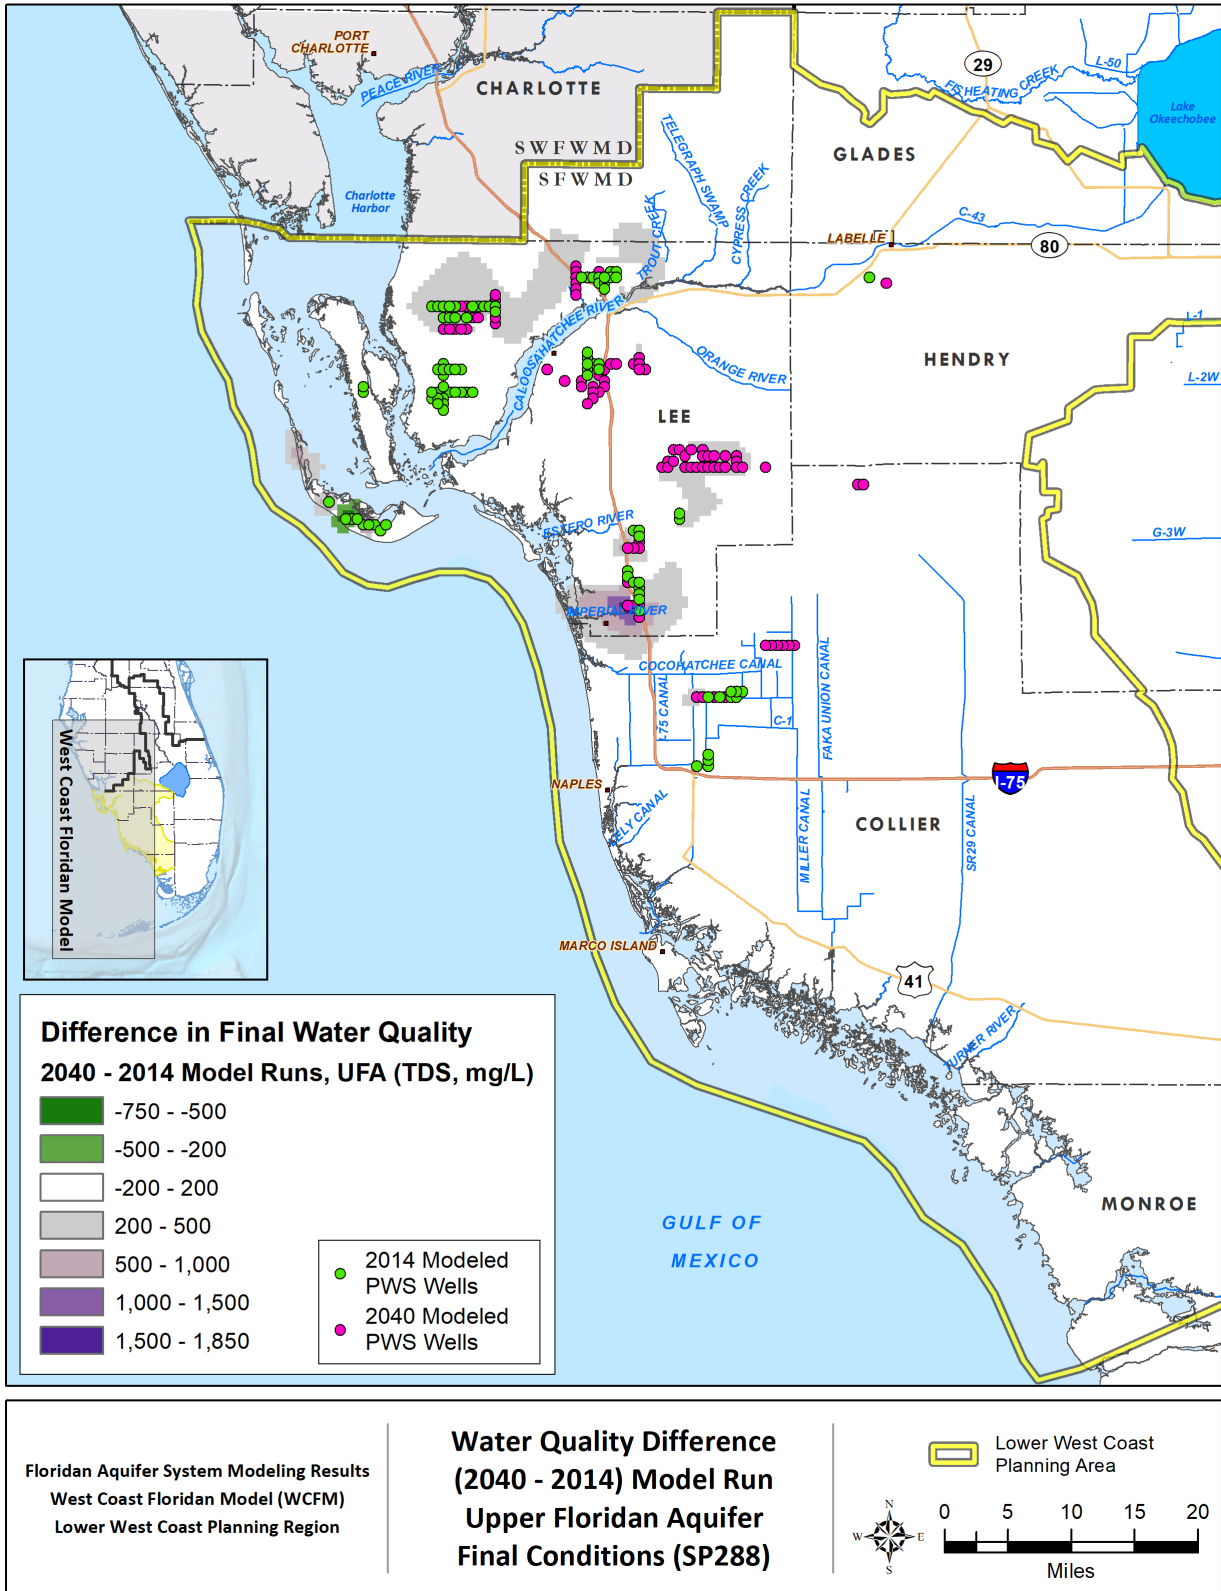 PORT
CHARLOTTE
PEACE RIVER
CHARLOTTE
29
L-50
FISHEATING CREEK
Lake
Okeechobee
SWFWMD
SFWMD
TELEGRAPH SWAMP
GLADES
Charlotte
Harbor
TROUT CREEK
CYPRESS CREEK
C-43
LABELLE
80
CALOOSAHATCHEE RIVER
L-1
ORANGE RIVER
HENDRY
L-2W
LEE
ESTERO RIVER
G-3W
IMPERIAL RIVER
COCOHATCHEE CANAL
I-75 CANAL
C-1
FAKA UNION CANAL
NAPLES
I-75
LELY CANAL
MILLER CANAL
COLLIER
SR29 CANAL
West Coast Floridan Model
MARCO ISLAND
41
TURNER RIVER
MONROE
GULF OF
MEXICO
Difference in Final Water Quality
2040 - 2014 Model Runs, UFA (TDS, mg/L)
-750 - -500
-500 - -200
-200 - 200
200 - 500
500 - 1,000
1,000 - 1,500
1,500 - 1,850
2014 Modeled
PWS Wells
2040 Modeled
PWS Wells
Floridan Aquifer System Modeling Results
West Coast Floridan Model (WCFM)
Lower West Coast Planning Region
Water Quality Difference
(2040 - 2014) Model Run
Upper Floridan Aquifer
Final Conditions (SP288)
Lower West Coast
Planning Area
N
W E
S
0 5 10 15 20
Miles